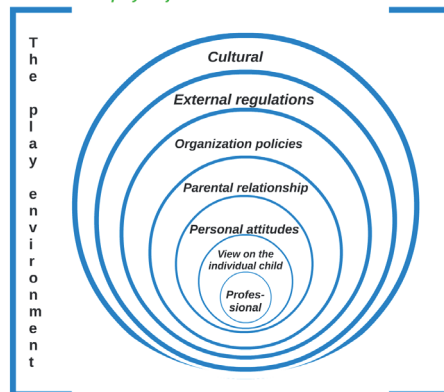 The play environment
Cultural
External regulations
Organization policies
Parental relationship
Personal attitudes
View on the
individual child
Profes-
sional